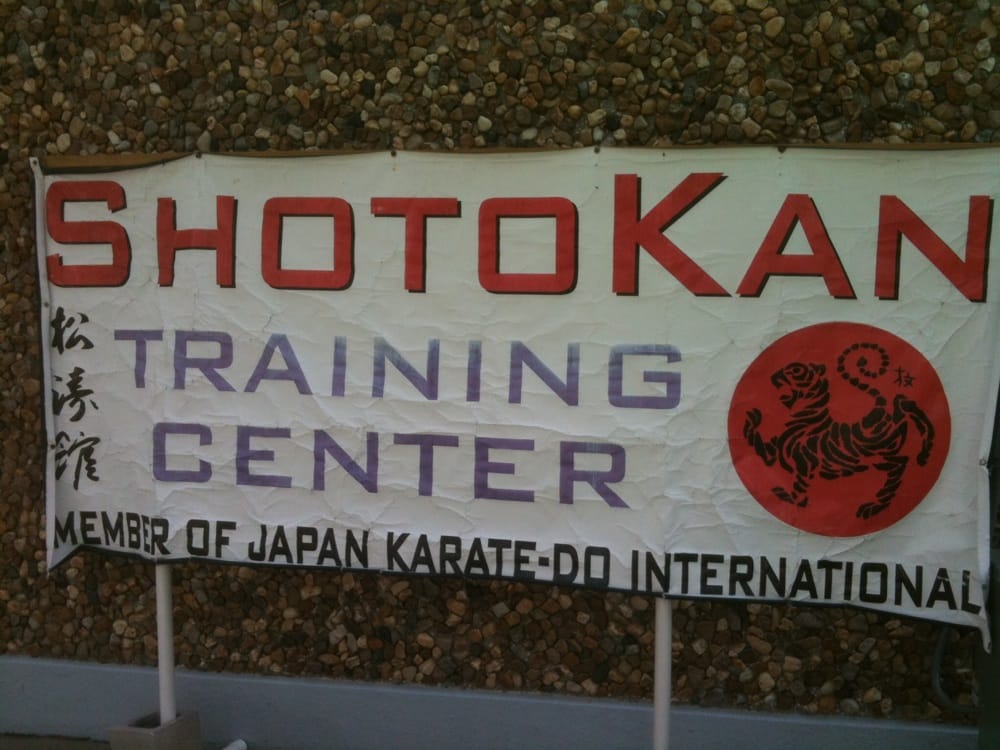 SHOTOKAN
松濤館
TRAINING
CENTER
MEMBER OF JAPAN KARATE-DO INTERNATIONAL